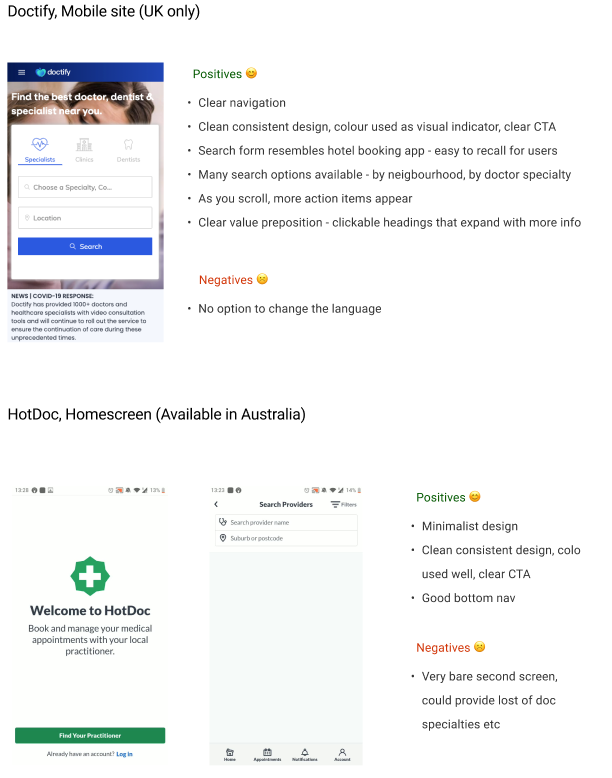 Doctify, Mobile site (UK only)
doctify
Find the best doctor, dentist &
specialist near you.
Specialists
Clinics
Dentists
Choose a Specialty, Co...
Location
Search
NEWS | COVID-19 RESPONSE:
Doctify has provided 1000+ doctors and
healthcare specialists with video consultation
tools and will continue to roll out the service to
ensure the continuation of care during these
unprecedented times.
Positives 😊
• Clear navigation
• Clean consistent design, colour used as visual indicator, clear CTA
• Search form resembles hotel booking app - easy to recall for users
• Many search options available - by neigbourhood, by doctor specialty
• As you scroll, more action items appear
• Clear value preposition - clickable headings that expand with more info
Negatives 😕
• No option to change the language
HotDoc, Homescreen (Available in Australia)
13:28
13%
Welcome to HotDoc
Book and manage your medical
appointments with your local
practitioner.
Find Your Practitioner
Already have an account? Log in
13:23
14%
Search Providers
Filters
Search provider name
Suburb or postcode
Home
Appointments
Notifications
Account
Positives 😊
• Minimalist design
• Clean consistent design, colo
used well, clear CTA
• Good bottom nav
Negatives 😕
• Very bare second screen,
could provide lost of doc
specialties etc